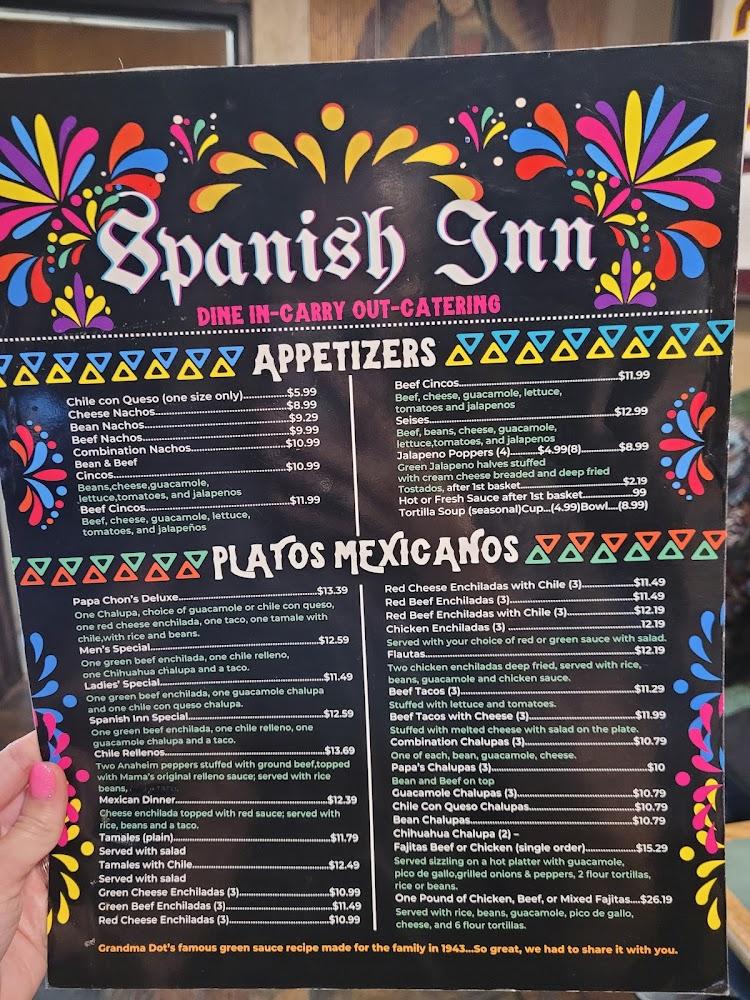 Spanish Inn
DINE IN-CARRY OUT-CATERING
APPETIZERS
Chile con Queso (one size only)....................$5.99
Cheese Nachos....................$8.99
Bean Nachos....................$9.29
Beef Nachos....................$9.99
Combination Nachos....................$10.99
Bean & Beef
Cincos....................$10.99
Beans,cheese,guacamole,
lettuce,tomatoes, and jalapenos
Beef Cincos....................$11.99
Beef, cheese, guacamole, lettuce,
tomatoes, and jalapeños
Beef Cincos....................$11.99
Beef, cheese, guacamole, lettuce,
tomatoes and jalapenos
Seises....................$12.99
Beef, beans, cheese, guacamole,
lettuce,tomatoes, and jalapenos
Jalapeno Poppers (4).........$4.99(8)............$8.99
Green Jalapeno halves stuffed
with cream cheese breaded and deep fried
Tostados, after 1st basket....................$2.19
Hot or Fresh Sauce after 1st basket....................99
Tortilla Soup (seasonal)Cup...(4.99)Bowl....(8.99)
PLATOS MEXICANOS
Papa Chon's Deluxe....................$13.39
One Chalupa, choice of guacamole or chile con queso,
one red cheese enchilada, one taco, one tamale with
chile,with rice and beans.
Men's Special....................$12.59
One green beef enchilada, one chile relleno,
one Chihuahua chalupa and a taco.
Ladies' Special....................$11.49
One green beef enchilada, one guacamole chalupa
and one chile con queso chalupa.
Spanish Inn Special....................$12.59
One green beef enchilada, one chile relleno, one
guacamole chalupa and a taco.
Chile Rellenos....................$13.69
Two Anaheim peppers stuffed with ground beef,topped
with Mama's original relleno sauce; served with rice
beans,
Mexican Dinner....................$12.39
Cheese enchilada topped with red sauce; served with
rice, beans and a taco.
Tamales (plain)....................$11.79
Served with salad
Tamales with Chile....................$12.49
Served with salad
Green Cheese Enchiladas (3)....................$10.99
Green Beef Enchiladas (3)....................$11.49
Red Cheese Enchiladas (3)....................$10.99
Red Cheese Enchiladas with Chile (3)....................$11.49
Red Beef Enchiladas (3)....................$11.49
Red Beef Enchiladas with Chile (3)....................$12.19
Chicken Enchiladas (3) ....................12.19
Served with your choice of red or green sauce with salad.
Flautas....................$12.19
Two chicken enchiladas deep fried, served with rice,
beans, guacamole and chicken sauce.
Beef Tacos (3)....................$11.29
Stuffed with lettuce and tomatoes.
Beef Tacos with Cheese (3)....................$11.99
Stuffed with melted cheese with salad on the plate.
Combination Chalupas (3)....................$10.79
One of each, bean, guacamole, cheese.
Papa's Chalupas (3)....................$10
Bean and Beef on top
Guacamole Chalupas (3)....................$10.79
Chile Con Queso Chalupas....................$10.79
Bean Chalupas....................$10.79
Chihuahua Chalupa (2) –
Fajitas Beef or Chicken (single order)....................$15.29
Served sizzling on a hot platter with guacamole,
pico de gallo,grilled onions & peppers, 2 flour tortillas,
rice or beans.
One Pound of Chicken, Beef, or Mixed Fajitas....$26.19
Served with rice, beans, guacamole, pico de gallo,
cheese, and 6 flour tortillas.
Grandma Dot's famous green sauce recipe made for the family in 1943...So great, we had to share it with you.